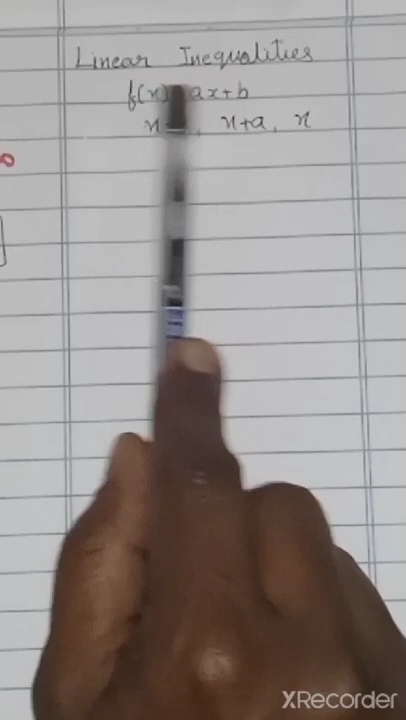 Linear Inequalities
f(x) ax+b
x , x+a, x
XRecorder